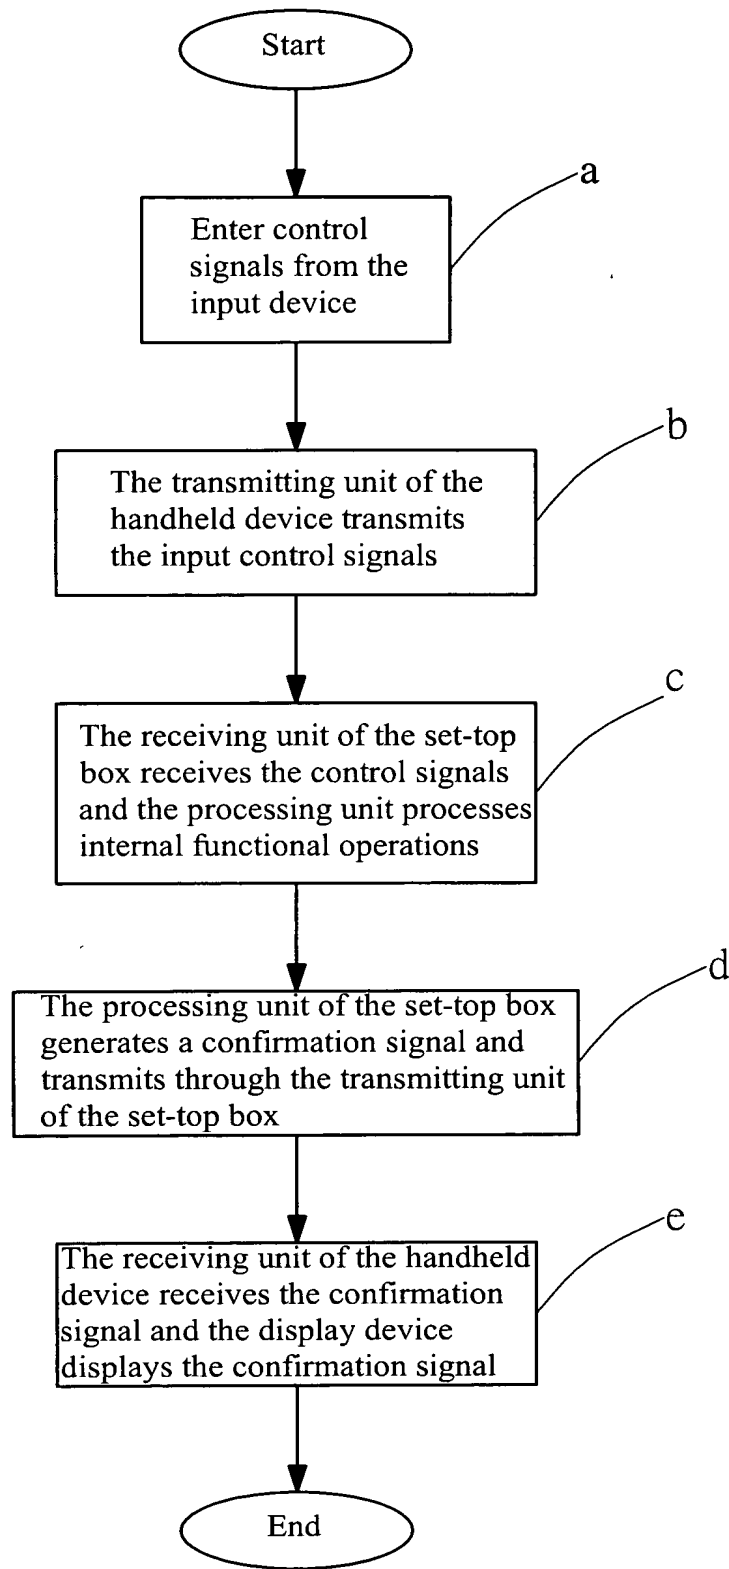 Start
a
Enter control
signals from the
input device
b
The transmitting unit of the
handheld device transmits
the input control signals
c
The receiving unit of the set-top
box receives the control signals
and the processing unit processes
internal functional operations
d
The processing unit of the set-top box
generates a confirmation signal and
transmits through the transmitting unit
of the set-top box
e
The receiving unit of the handheld
device receives the confirmation
signal and the display device
displays the confirmation signal
End